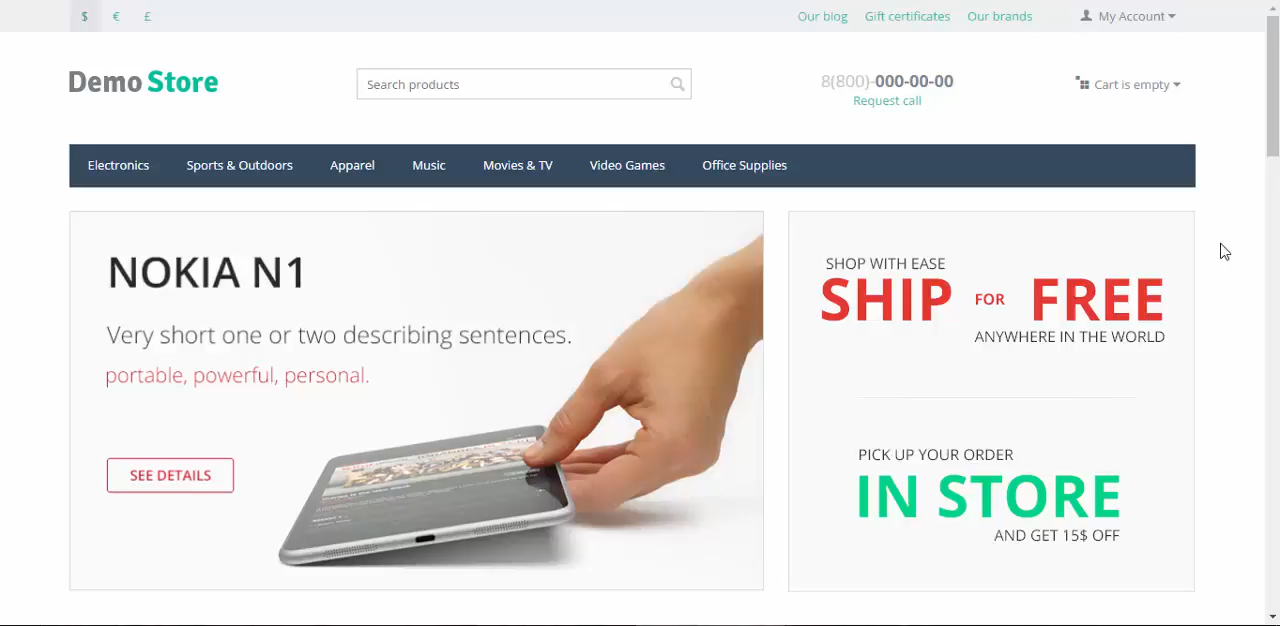 $ € £ Our blog Gift certificates Our brands My Account
Demo Store Search products 8(800)-000-00-00 Cart is empty
Request call
Electronics Sports & Outdoors Apparel Music Movies & TV Video Games Office Supplies
NOKIA N1
Very short one or two describing sentences.
portable, powerful, personal.
SEE DETAILS
SHOP WITH EASE
SHIP FOR FREE
ANYWHERE IN THE WORLD
PICK UP YOUR ORDER
IN STORE
AND GET 15$ OFF